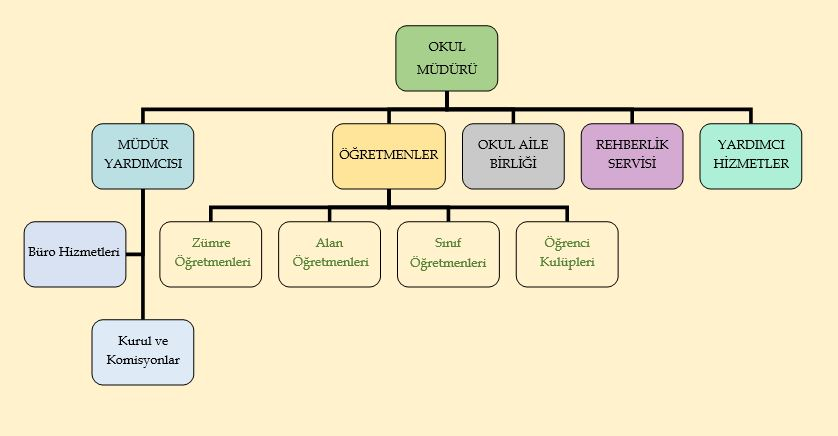 OKUL
MÜDÜRÜ
MÜDÜR
YARDIMCISI
ÖĞRETMENLER
OKUL AİLE
BİRLİĞİ
REHBERLİK
SERVİSİ
YARDIMCI
HİZMETLER
Büro Hizmetleri
Zümre
Öğretmenleri
Alan
Öğretmenleri
Sınıf
Öğretmenleri
Öğrenci
Kulüpleri
Kurul ve
Komisyonlar